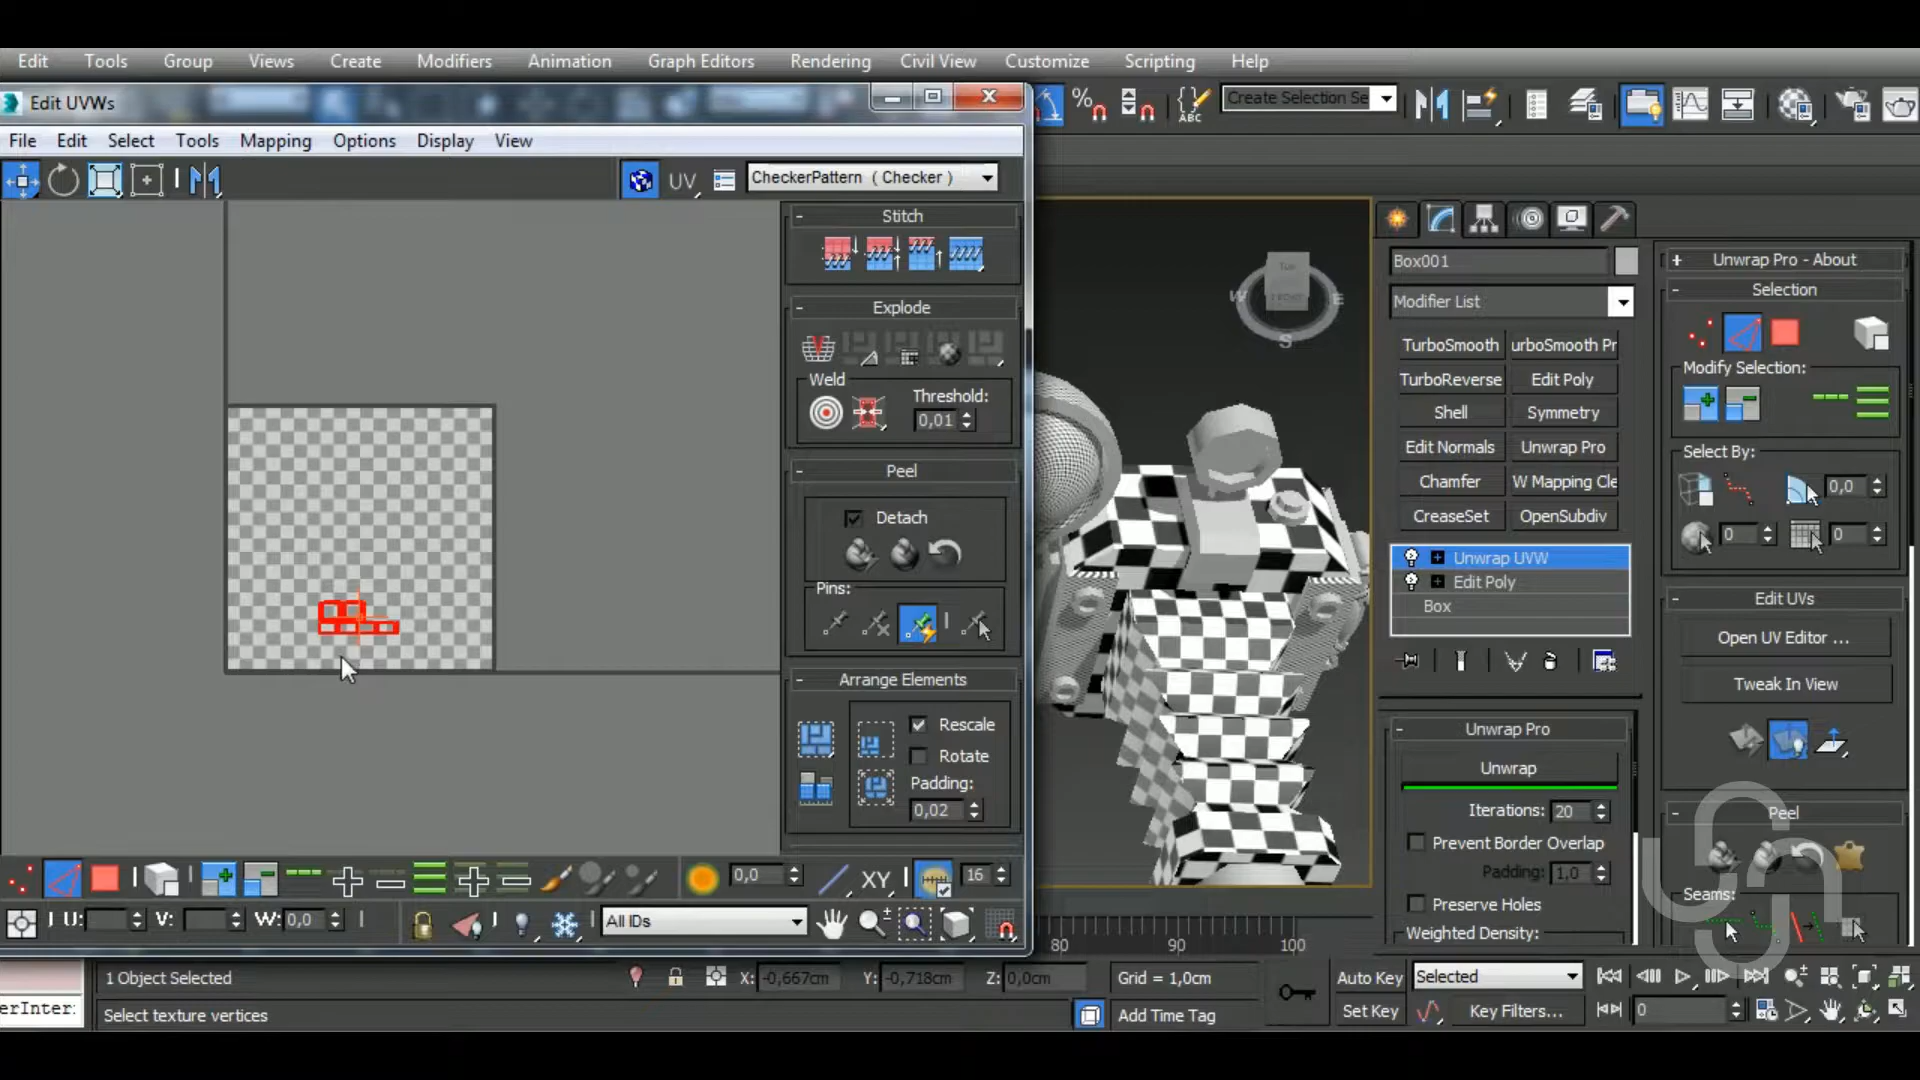 Edit Tools Group Views Create Modifiers Animation Graph Editors Rendering Civil View Customize Scripting Help
Edit UVWs
ABC
Create Selection Se
File Edit Select Tools Mapping Options Display View
UV
CheckerPattern ( Checker )
Stitch
Explode
Weld
Threshold:
0,01
Peel
Detach
Pins:
Arrange Elements
Rescale
Rotate
Padding:
0,02
W E
S
Box001
Modifier List
TurboSmooth urboSmooth Pr
TurboReverse Edit Poly
Shell Symmetry
Edit Normals Unwrap Pro
Chamfer W Mapping Cle
CreaseSet OpenSubdiv
Unwrap UVW
Edit Poly
Box
Unwrap Pro
Unwrap
Iterations: 20
Prevent Border Overlap
Padding: 1,0
Preserve Holes
Weighted Density:
Unwrap Pro - About
Selection
Modify Selection:
Select By:
0,0
0 0
Edit UVs
Open UV Editor ...
Tweak In View
Peel
Seams:
0,0 XY 16
U: V: W: 0,0 All IDs
80 90 100
1 Object Selected X: -0,667cm Y: -0,718cm Z: 0,0cm Grid = 1,0cm Auto Key Selected
erInter: Select texture vertices Add Time Tag Set Key Key Filters... 0